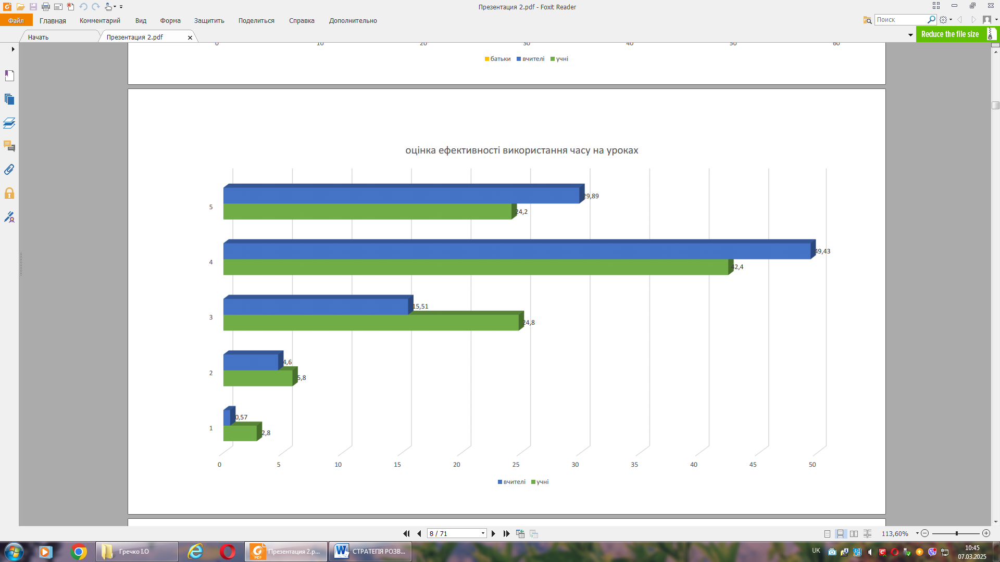 Презентация 2.pdf - Foxit Reader
Файл Главная Комментарий Вид Форма Защитить Поделиться Справка Дополнительно
Поиск
Начать Презентация 2.pdf
Reduce the file size
0 10 20 30 40 50 60
батьки вчителі учні
оцінка ефективності використання часу на уроках
29,89
5
24,2
49,43
4
42,4
15,51
3
24,8
4,6
2
5,8
0,57
1
2,8
0 5 10 15 20 25 30 35 40 45 50
вчителі учні
8 / 71
113,60%
Гречко І.О
Презентация 2.p...
СТРАТЕГІЯ РОЗВ...
UK
10:45
07.03.2025